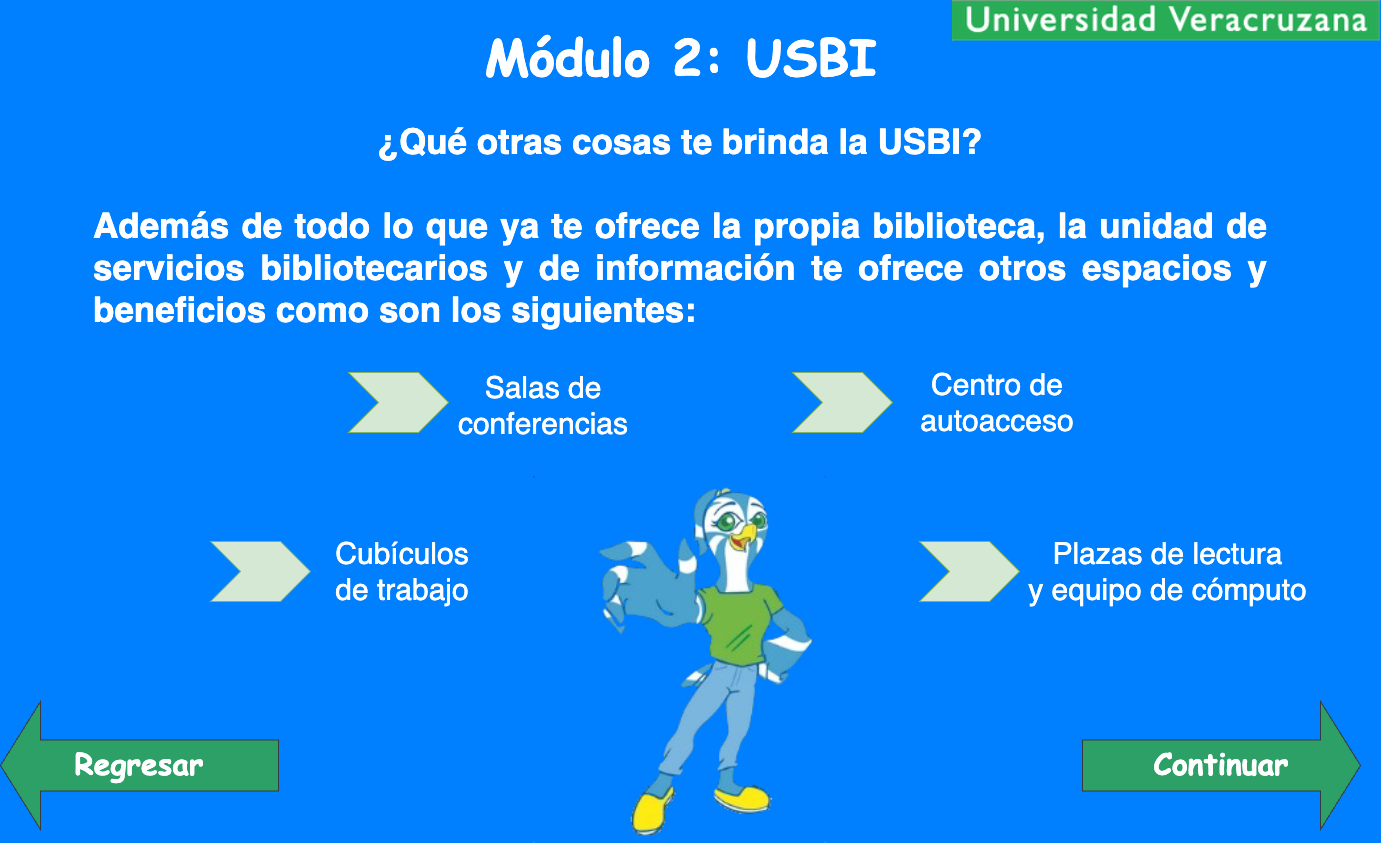 Universidad Veracruzana
Módulo 2: USBI
¿Qué otras cosas te brinda la USBI?
Además de todo lo que ya te ofrece la propia biblioteca, la unidad de
servicios bibliotecarios y de información te ofrece otros espacios y
beneficios como son los siguientes:
Salas de
conferencias
Centro de
autoacceso
Cubículos
de trabajo
Plazas de lectura
y equipo de cómputo
Regresar
Continuar